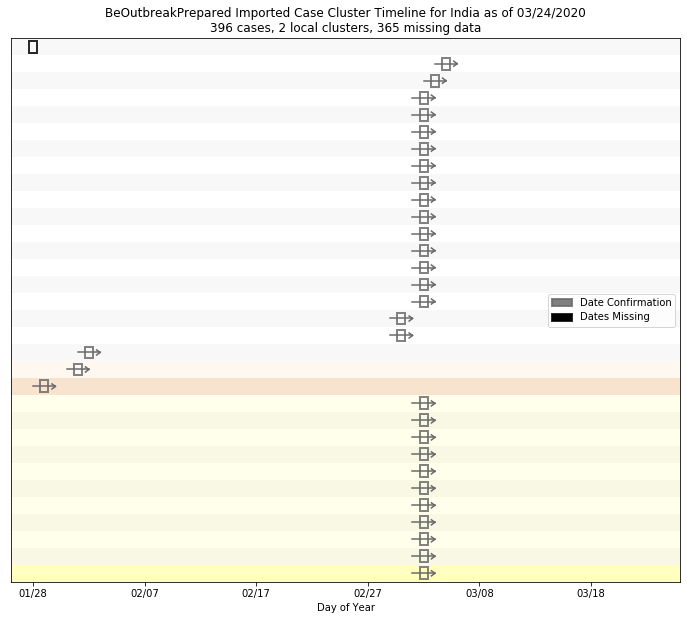 BeOutbreakPrepared Imported Case Cluster Timeline for India as of 03/24/2020
396 cases, 2 local clusters, 365 missing data
Date Confirmation
Dates Missing
01/28 02/07 02/17 02/27 03/08 03/18
Day of Year